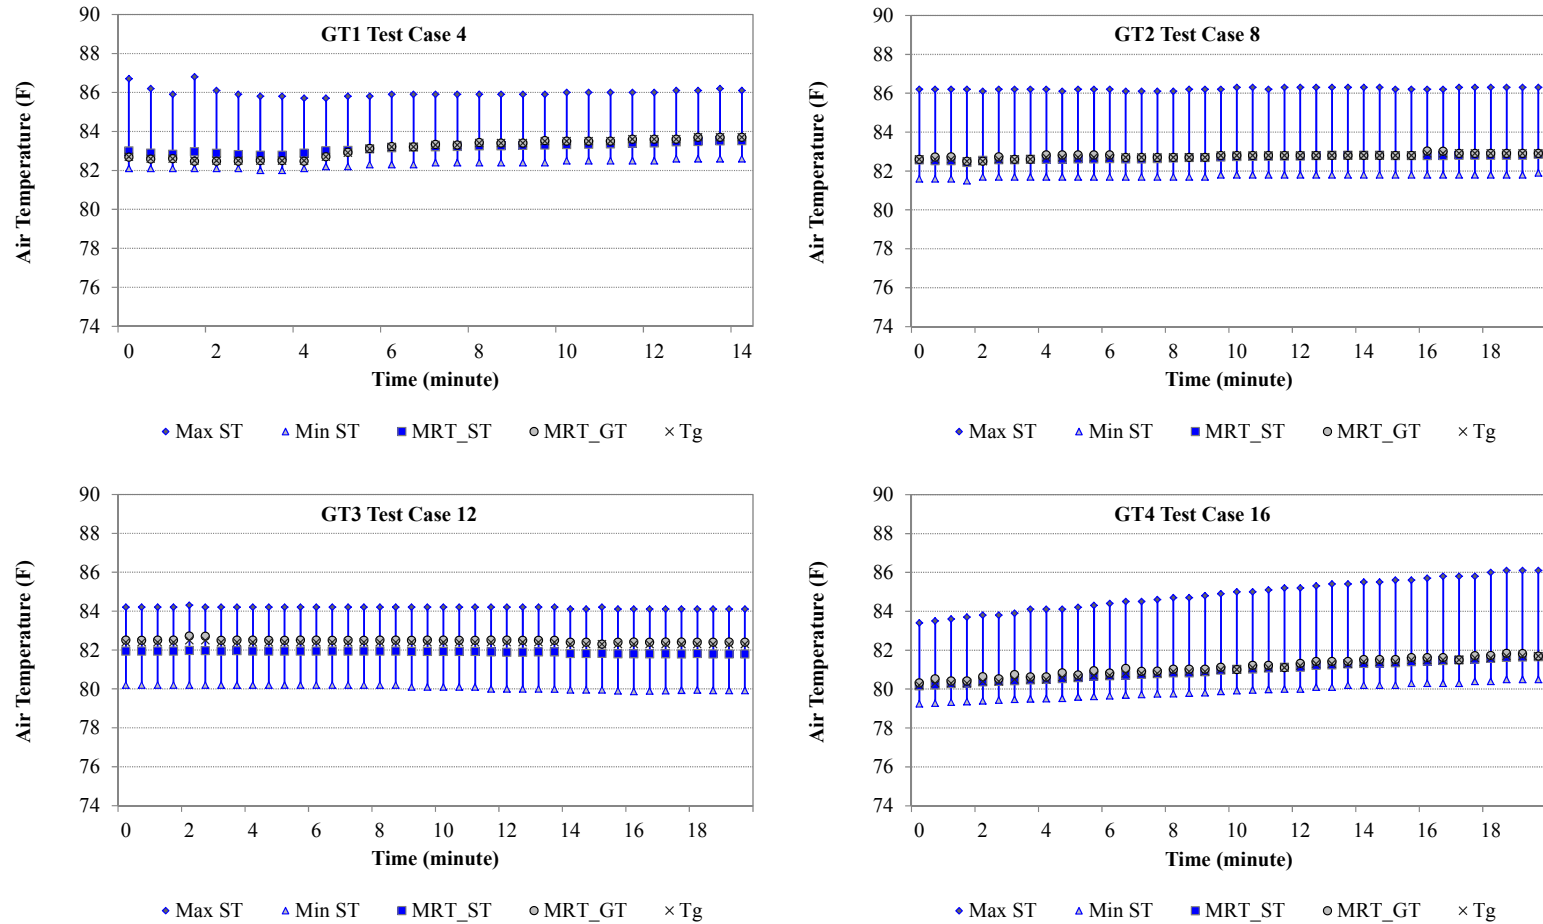 GT1 Test Case 4
Air Temperature (F)
90
88
86
84
82
80
78
76
74
0 2 4 6 8 10 12 14
Time (minute)
Max ST Min ST MRT_ST MRT_GT Tg
GT2 Test Case 8
Air Temperature (F)
90
88
86
84
82
80
78
76
74
0 2 4 6 8 10 12 14 16 18
Time (minute)
Max ST Min ST MRT_ST MRT_GT Tg
GT3 Test Case 12
Air Temperature (F)
90
88
86
84
82
80
78
76
74
0 2 4 6 8 10 12 14 16 18
Time (minute)
Max ST Min ST MRT_ST MRT_GT Tg
GT4 Test Case 16
Air Temperature (F)
90
88
86
84
82
80
78
76
74
0 2 4 6 8 10 12 14 16 18
Time (minute)
Max ST Min ST MRT_ST MRT_GT Tg